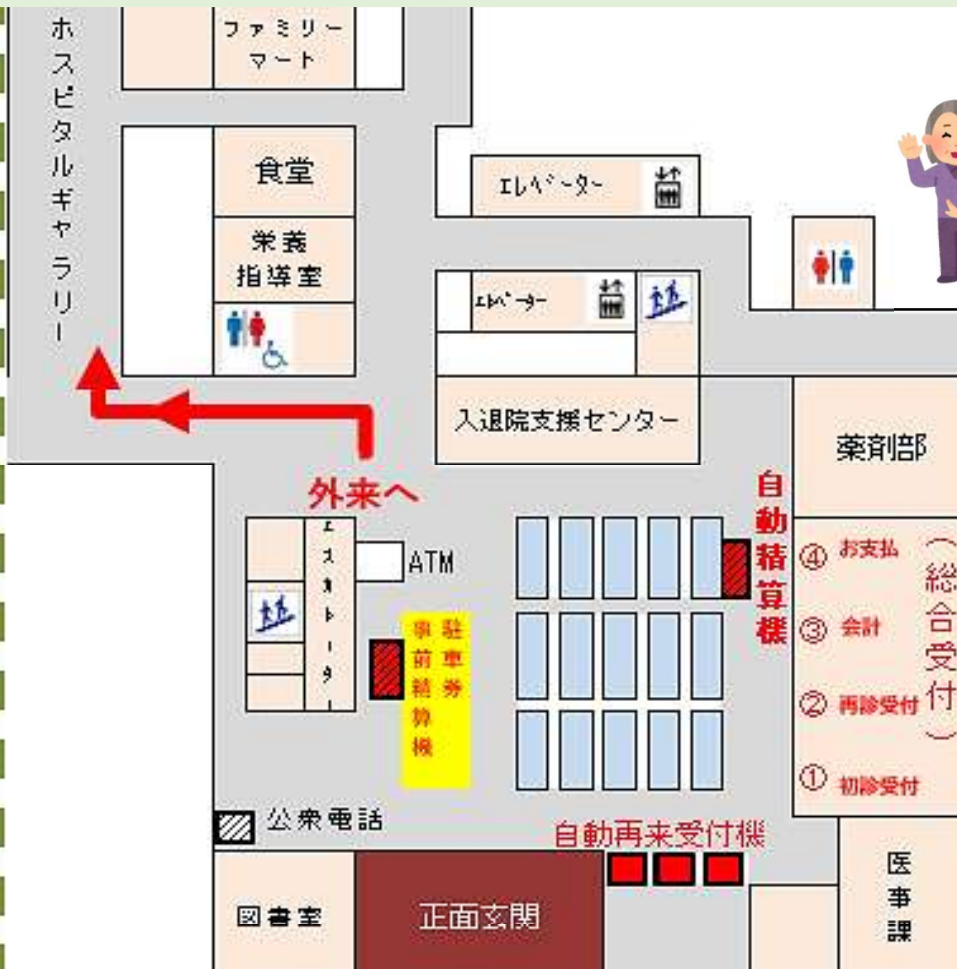 ホスピタルギャラリー
ファミリー
マート
食堂
栄養
指導室
エレベーター
エレベーター
入退院支援センター
薬剤部
外来へ
エスカレーター
ATM
駐車券
事前精算機
自動精算機
④ お支払
③ 会計
② 再診受付
① 初診受付
(総合受付)
公衆電話
自動再来受付機
図書室
正面玄関
医事課